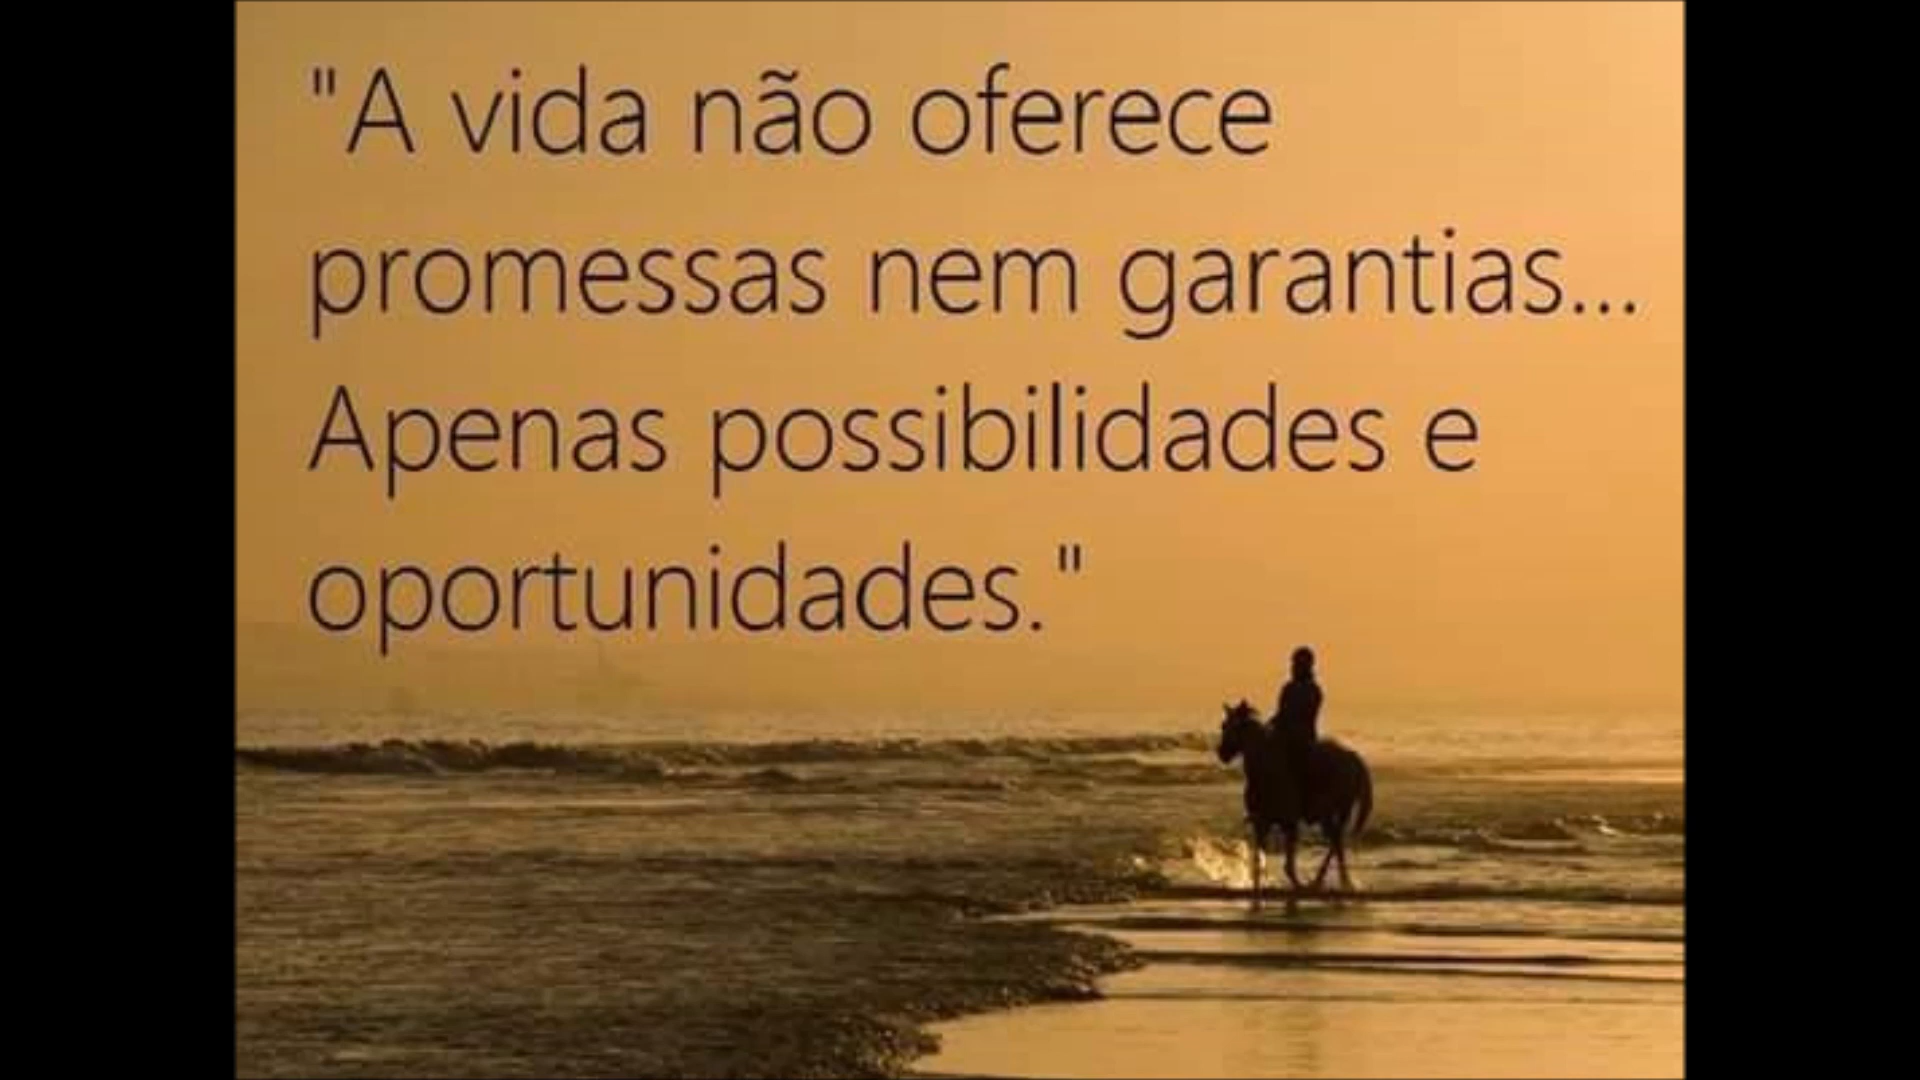 "A vida não oferece
promessas nem garantias...
Apenas possibilidades e
oportunidades."